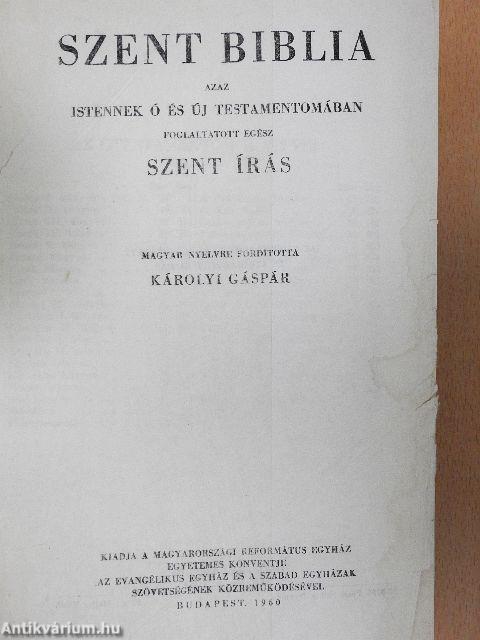 SZENT BIBLIA
AZAZ
ISTENNEK Ó ÉS ÚJ TESTAMENTOMÁBAN
FOGLALTATOTT EGÉSZ
SZENT ÍRÁS
MAGYAR NYELVRE FORDÍTOTTA
KÁROLYI GÁSPÁR
KIADJA A MAGYARORSZÁGI REFORMÁTUS EGYHÁZ
EGYETEMES KONVENTJE
AZ EVANGÉLIKUS EGYHÁZ ÉS A SZABAD EGYHÁZAK
SZÖVETSÉGÉNEK KÖZREMŰKÖDÉSÉVEL
BUDAPEST, 1960
Antikvárium.hu